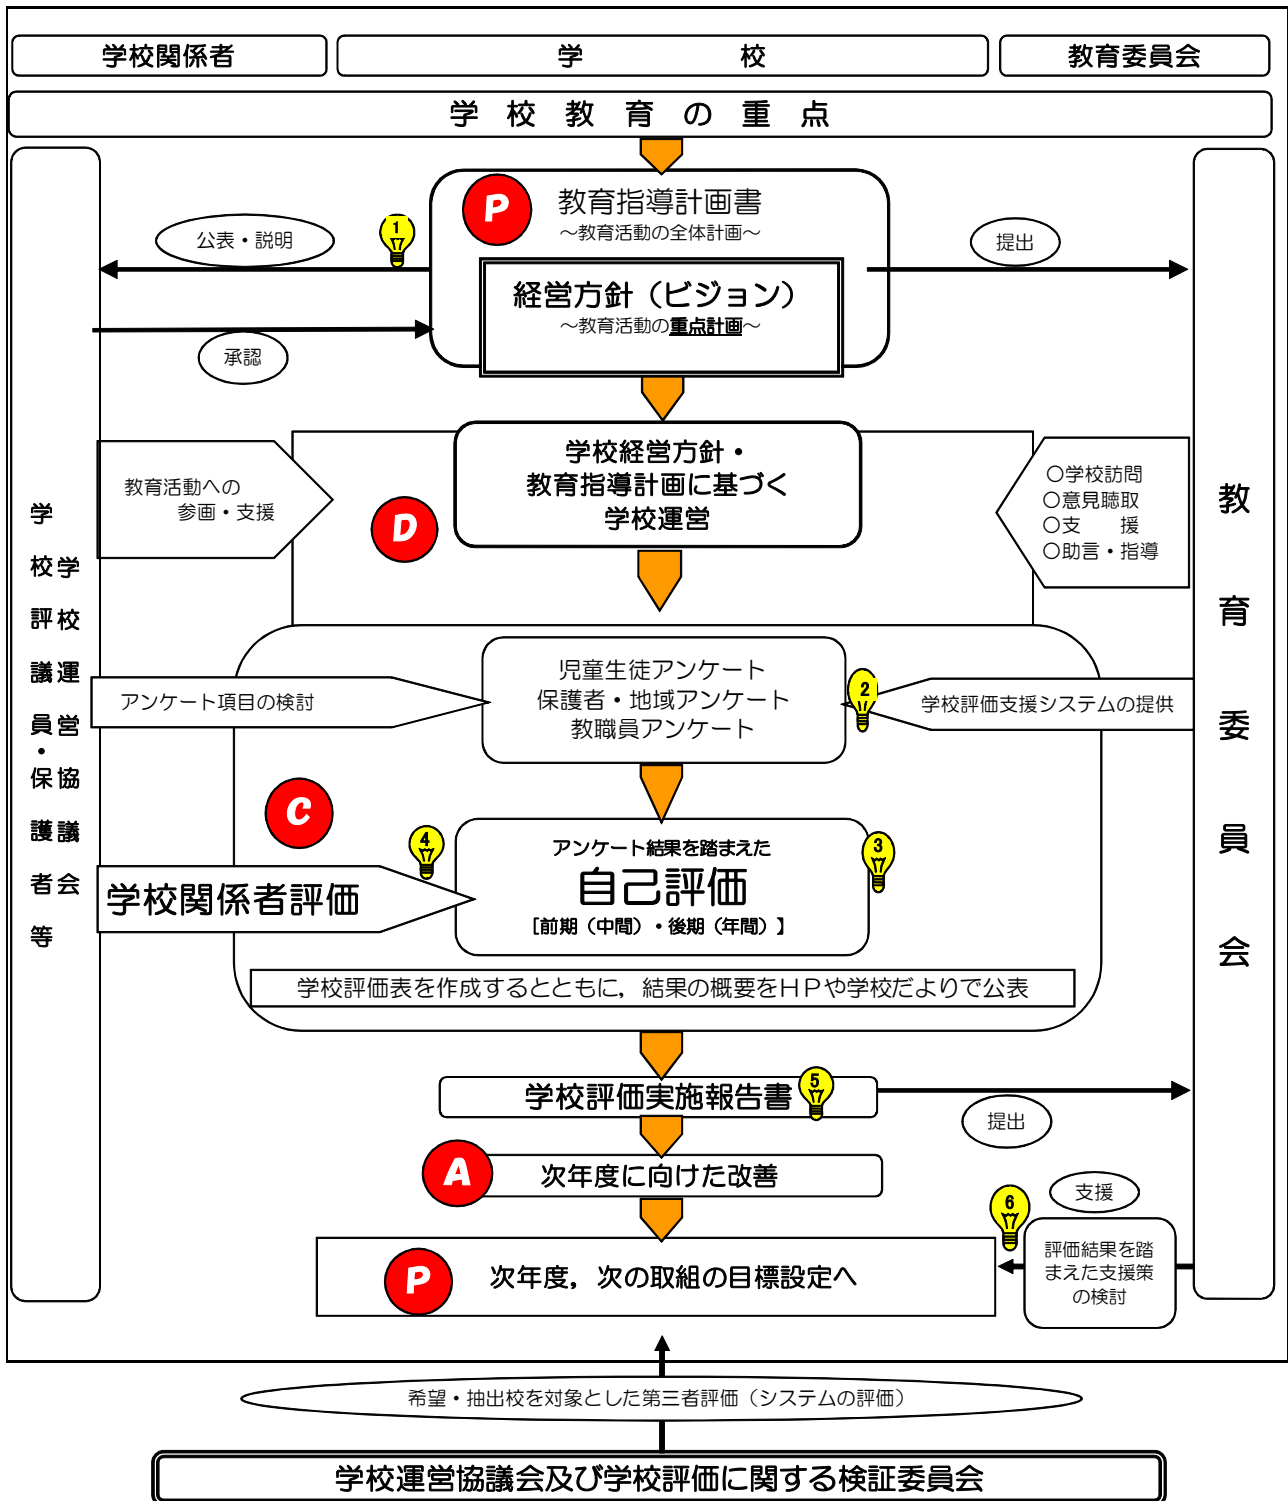 学校関係者
学　　校
教育委員会
学校教育の重点
P
教育指導計画書
～教育活動の全体計画～
公表・説明
1
提出
経営方針（ビジョン）
～教育活動の重点計画～
承認
学校経営方針・
教育指導計画に基づく
学校運営
教育活動への
参画・支援
D
○学校訪問
○意見聴取
○支　　援
○助言・指導
学校評議員・保護者等
学校運営協議会
教育委員会
児童生徒アンケート
保護者・地域アンケート
教職員アンケート
アンケート項目の検討
2
学校評価支援システムの提供
C
4
アンケート結果を踏まえた
自己評価
［前期（中間）・後期（年間）】
3
学校関係者評価
学校評価表を作成するとともに，結果の概要をＨＰや学校だよりで公表
学校評価実施報告書
5
提出
A
次年度に向けた改善
6
支援
P
次年度，次の取組の目標設定へ
評価結果を踏
まえた支援策
の検討
希望・抽出校を対象とした第三者評価（システムの評価）
学校運営協議会及び学校評価に関する検証委員会